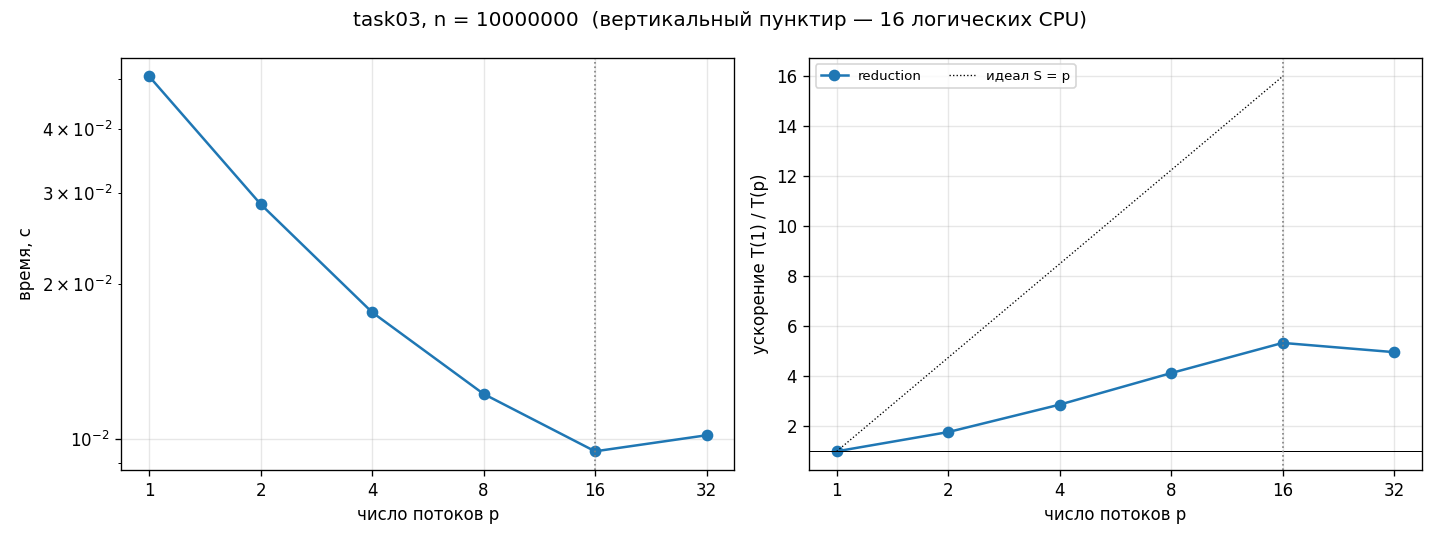 task03, n = 10000000  (вертикальный пунктир — 16 логических CPU)
время, с
4 × 10⁻²
3 × 10⁻²
2 × 10⁻²
10⁻²
1 2 4 8 16 32
число потоков p
ускорение T(1) / T(p)
reduction
идеал S = p
16
14
12
10
8
6
4
2
1 2 4 8 16 32
число потоков p